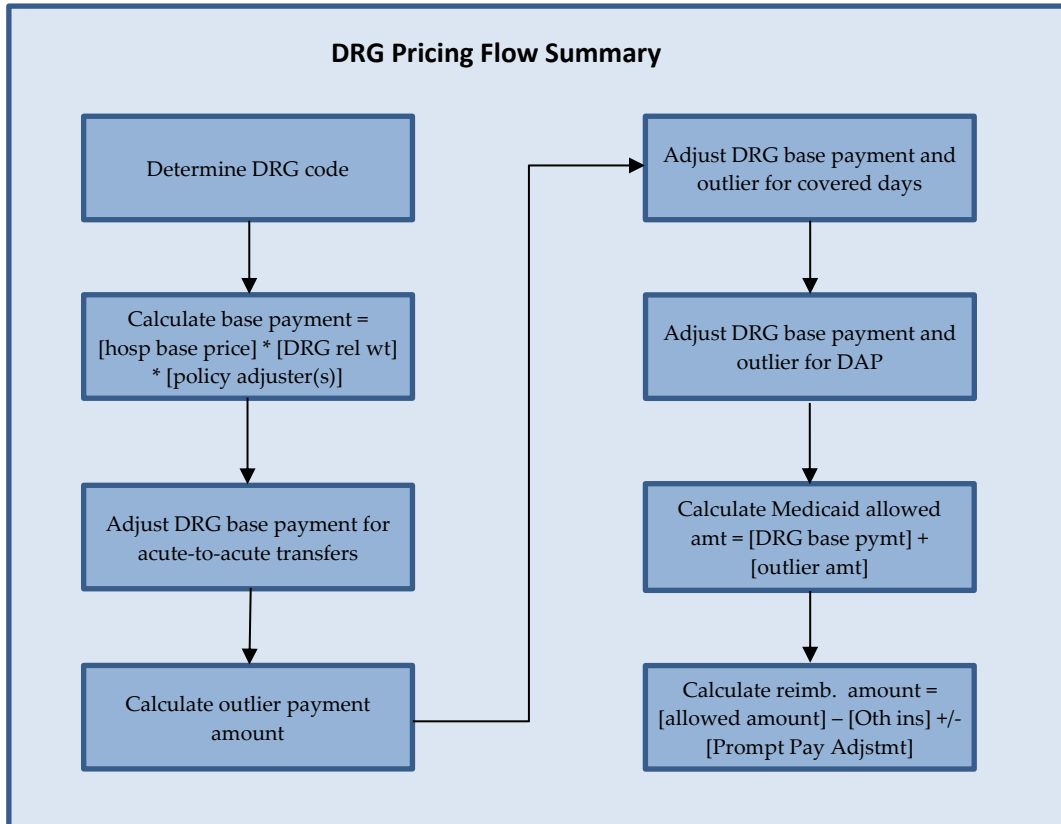 DRG Pricing Flow Summary
Determine DRG code
Calculate base payment =
[hosp base price] * [DRG rel wt]
* [policy adjuster(s)]
Adjust DRG base payment for
acute-to-acute transfers
Calculate outlier payment
amount
Adjust DRG base payment and
outlier for covered days
Adjust DRG base payment and
outlier for DAP
Calculate Medicaid allowed
amt = [DRG base pymt] +
[outlier amt]
Calculate reimb.  amount =
[allowed amount] – [Oth ins] +/-
[Prompt Pay Adjstmt]